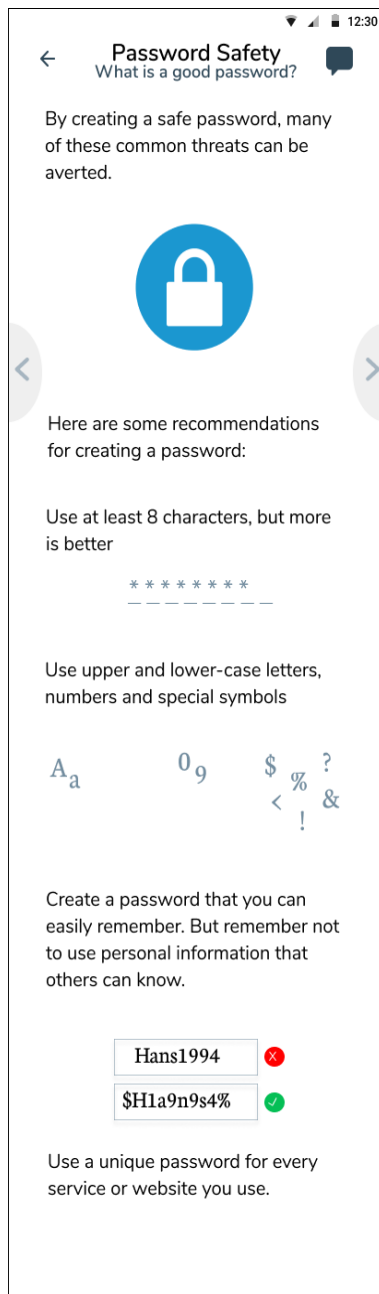 12:30
Password Safety
What is a good password?
By creating a safe password, many
of these common threats can be
averted.
Here are some recommendations
for creating a password:
Use at least 8 characters, but more
is better
* * * * * * * *
_ _ _ _ _ _ _ _ _
Use upper and lower-case letters,
numbers and special symbols
A a 0 9 $ % ? < & !
Create a password that you can
easily remember. But remember not
to use personal information that
others can know.
Hans1994 X
$H1a9n9s4% ✓
Use a unique password for every
service or website you use.